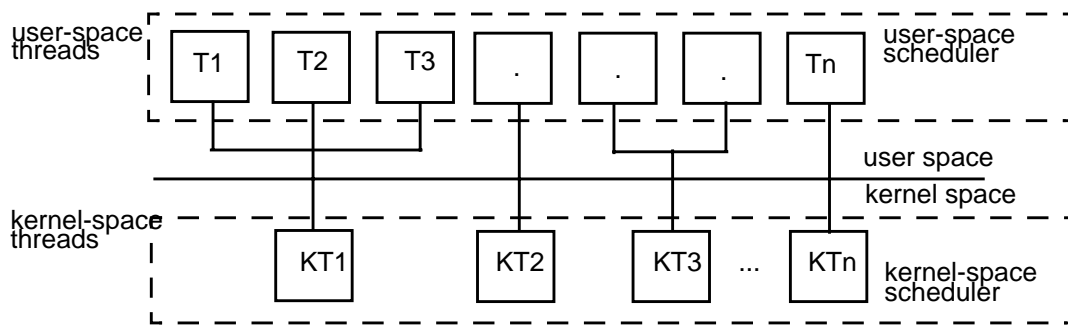 user-space
threads
T1 T2 T3 . . . Tn
user-space
scheduler
user space
kernel space
kernel-space
threads
KT1 KT2 KT3 ... KTn
kernel-space
scheduler